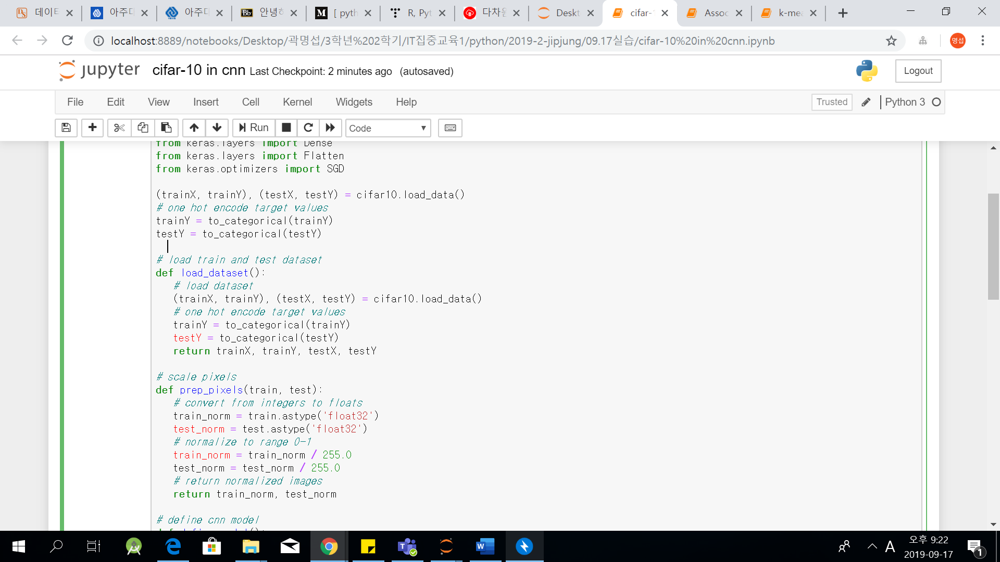 데이터
아주대
아주대
Bb 안녕하
M [ pyth
R, Pyt
다차원
Deskt
cifar-
Assoc
k-mea
localhost:8889/notebooks/Desktop/곽명섭/3학년%202학기/IT집중교육1/python/2019-2-jipjung/09.17실습/cifar-10%20in%20cnn.ipynb
명섭
jupyter cifar-10 in cnn Last Checkpoint: 2 minutes ago (autosaved)
Logout
File Edit View Insert Cell Kernel Widgets Help
Trusted Python 3
Run Code
from keras.layers import Dense
from keras.layers import Flatten
from keras.optimizers import SGD
(trainX, trainY), (testX, testY) = cifar10.load_data()
# one hot encode target values
trainY = to_categorical(trainY)
testY = to_categorical(testY)
# load train and test dataset
def load_dataset():
# load dataset
(trainX, trainY), (testX, testY) = cifar10.load_data()
# one hot encode target values
trainY = to_categorical(trainY)
testY = to_categorical(testY)
return trainX, trainY, testX, testY
# scale pixels
def prep_pixels(train, test):
# convert from integers to floats
train_norm = train.astype('float32')
test_norm = test.astype('float32')
# normalize to range 0-1
train_norm = train_norm / 255.0
test_norm = test_norm / 255.0
# return normalized images
return train_norm, test_norm
# define cnn model
A
오후 9:22
2019-09-17
1